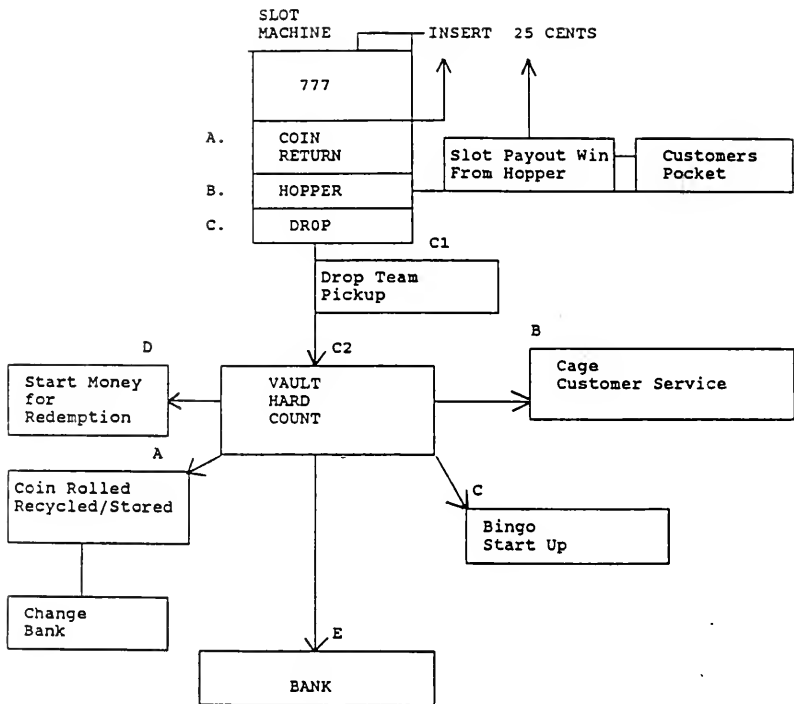 SLOT
MACHINE
INSERT 25 CENTS
777
A.
COIN
RETURN
Slot Payout Win
From Hopper
Customers
Pocket
B.
HOPPER
C.
DROP
C1
Drop Team
Pickup
C2
B
D
Start Money
for
Redemption
VAULT
HARD
COUNT
Cage
Customer Service
A
Coin Rolled
Recycled/Stored
C
Bingo
Start Up
Change
Bank
E
BANK